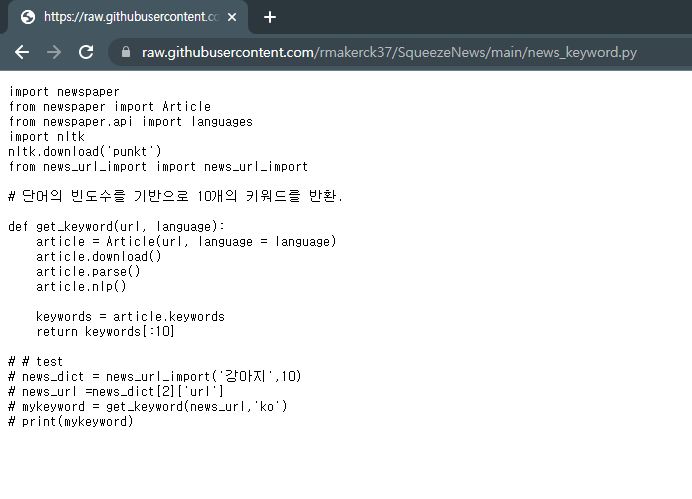 https://raw.githubusercontent.co
raw.githubusercontent.com/rmakerck37/SqueezeNews/main/news_keyword.py
import newspaper
from newspaper import Article
from newspaper.api import languages
import nltk
nltk.download('punkt')
from news_url_import import news_url_import
# 단어의 빈도수를 기반으로 10개의 키워드를 반환.
def get_keyword(url, language):
    article = Article(url, language = language)
    article.download()
    article.parse()
    article.nlp()
    keywords = article.keywords
    return keywords[:10]
# # test
# news_dict = news_url_import('강아지',10)
# news_url =news_dict[2]['url']
# mykeyword = get_keyword(news_url,'ko')
# print(mykeyword)